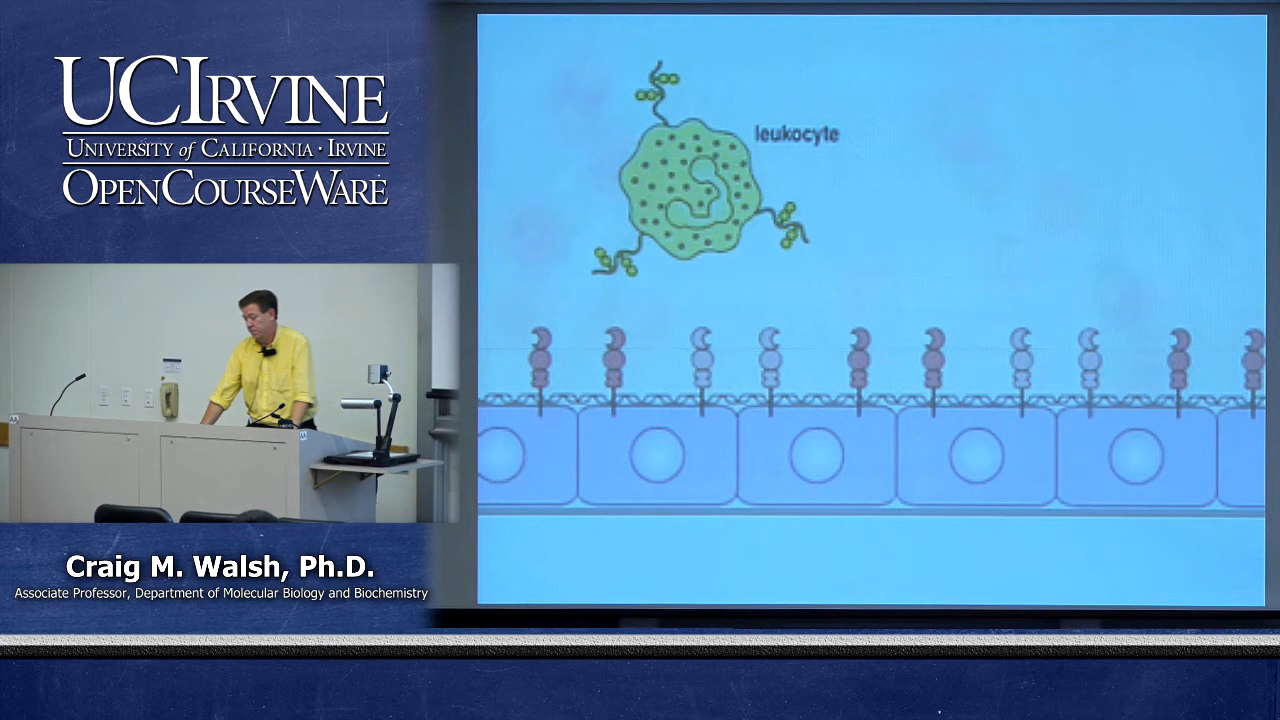 UCIRVINE
UNIVERSITY of CALIFORNIA · IRVINE
OPENCOURSEWARE
leukocyte
Craig M. Walsh, Ph.D.
Associate Professor, Department of Molecular Biology and Biochemistry